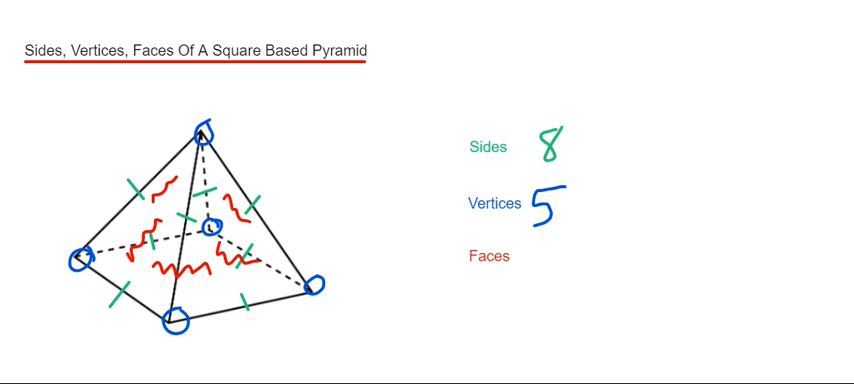 Sides, Vertices, Faces Of A Square Based Pyramid
Sides 8
Vertices 5
Faces